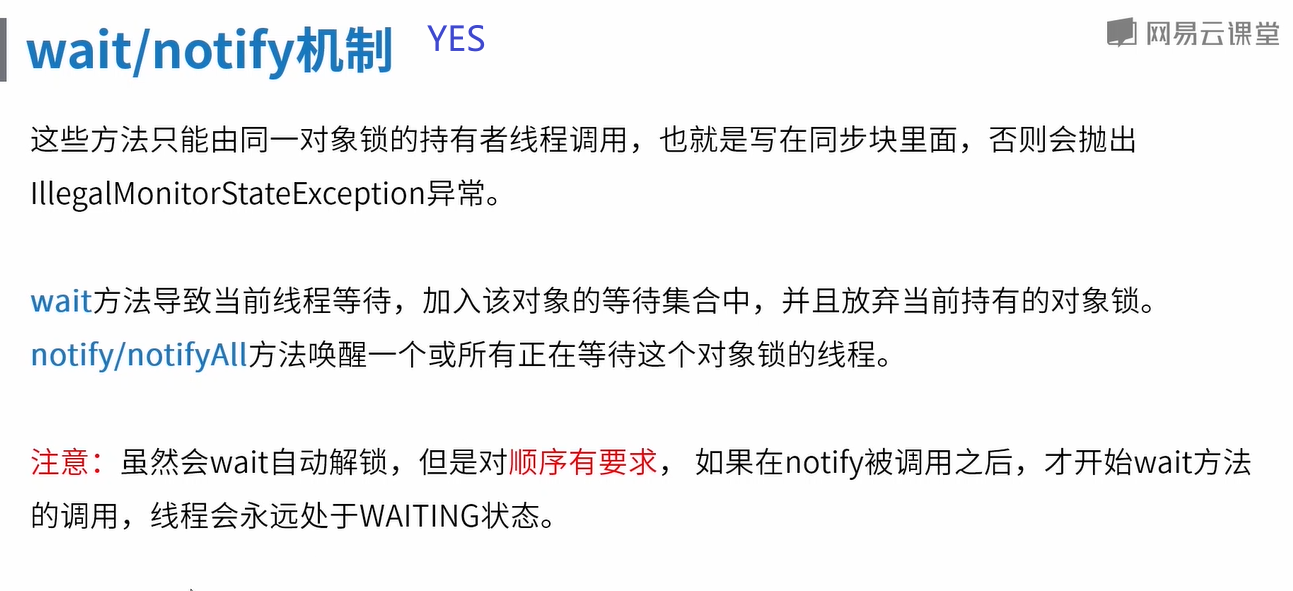 wait/notify机制 YES
网易云课堂
这些方法只能由同一对象锁的持有者线程调用，也就是写在同步块里面，否则会抛出
IllegalMonitorStateException异常。
wait方法导致当前线程等待，加入该对象的等待集合中，并且放弃当前持有的对象锁。
notify/notifyAll方法唤醒一个或所有正在等待这个对象锁的线程。
注意：虽然会wait自动解锁，但是对顺序有要求， 如果在notify被调用之后，才开始wait方法
的调用，线程会永远处于WAITING状态。